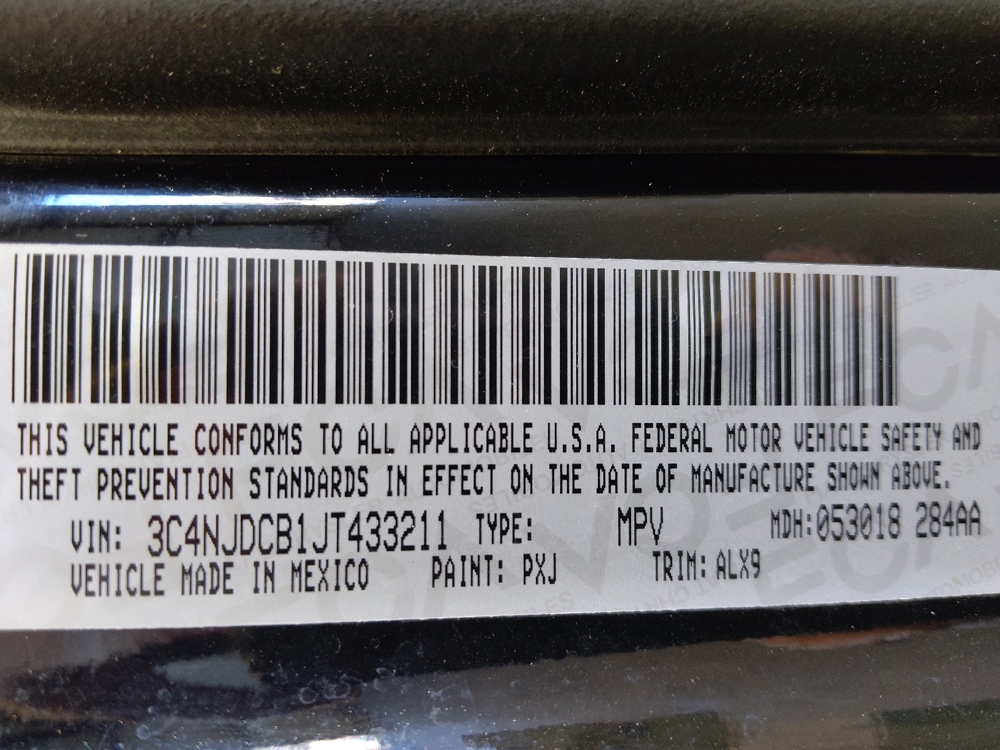 THIS VEHICLE CONFORMS TO ALL APPLICABLE U.S.A. FEDERAL MOTOR VEHICLE SAFETY AND
THEFT PREVENTION STANDARDS IN EFFECT ON THE DATE OF MANUFACTURE SHOWN ABOVE.
VIN: 3C4NJDCB1JT433211 TYPE: MPV MDH:053018 284AA
VEHICLE MADE IN MEXICO PAINT: PXJ TRIM: ALX9